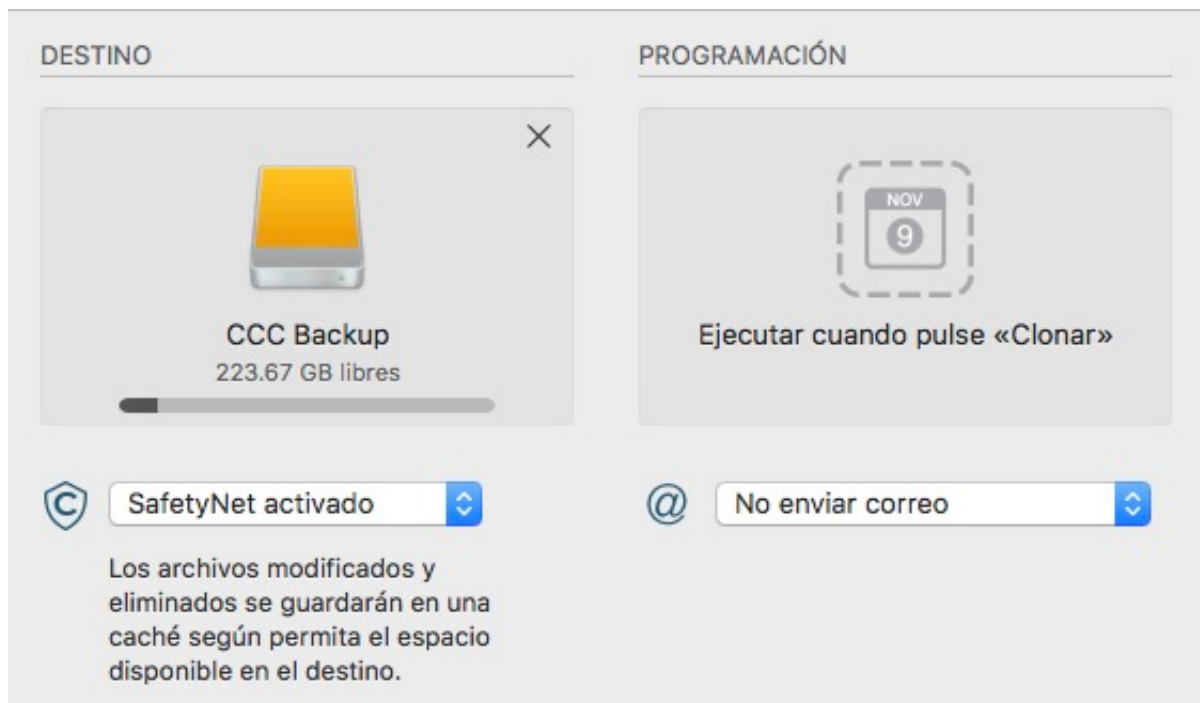 DESTINO
PROGRAMACIÓN
NOV
9
CCC Backup
223.67 GB libres
Ejecutar cuando pulse «Clonar»
C
SafetyNet activado
@
No enviar correo
Los archivos modificados y
eliminados se guardarán en una
caché según permita el espacio
disponible en el destino.